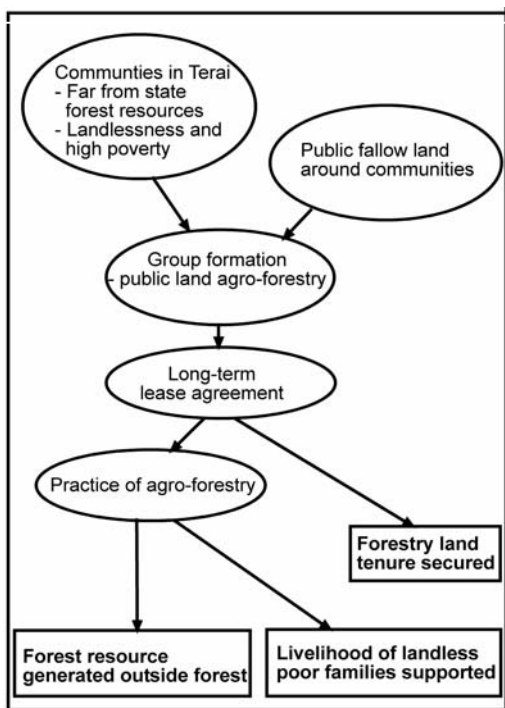 Communties in Terai
- Far from state
forest resources
- Landlessness and
high poverty
Public fallow land
around communities
Group formation
- public land agro-forestry
Long-term
lease agreement
Practice of agro-forestry
Forestry land
tenure secured
Forest resource
generated outside forest
Livelihood of landless
poor families supported